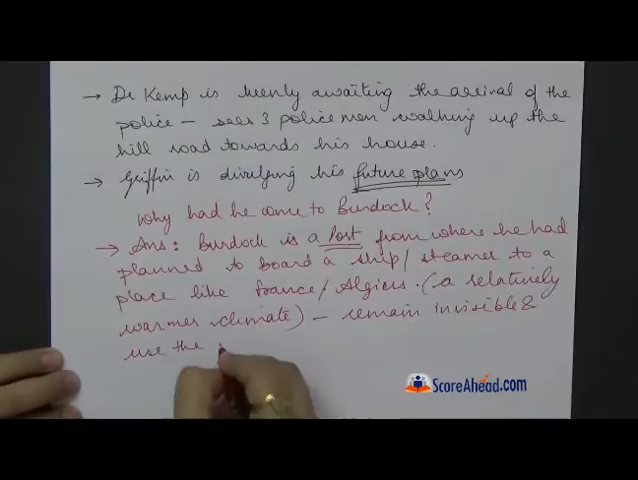 → Dr Kemp is keenly awaiting the arrival of the
police – sees 3 police men walking up the
hill road towards his house.
→ Griffin is divulging his future plans
Why had he come to Burdock?
→ Ans: Burdock is a Port from where he had
planned to board a ship/steamer to a
place like France/Algiers. (a relatively
warmer climate) – remain invisible &
use the
ScoreAhead.com